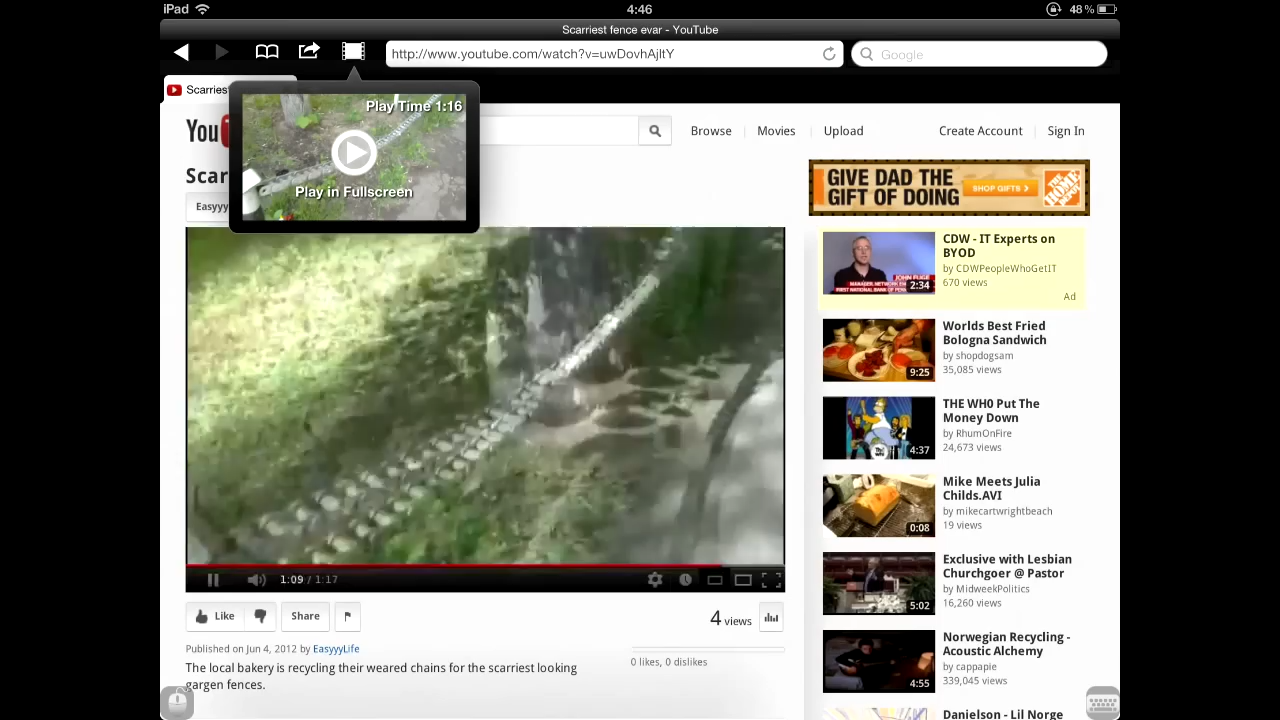 iPad
4:46
48 %
Scarriest fence evar - YouTube
http://www.youtube.com/watch?v=uwDovhAjltY
Google
Scarries
Play Time 1:16
Play in Fullscreen
You
Browse
Movies
Upload
Create Account
Sign In
Scar
Easyyy
GIVE DAD THE
GIFT OF DOING
SHOP GIFTS
CDW - IT Experts on
BYOD
by CDWPeopleWhoGetIT
670 views
Ad
2:34
Worlds Best Fried
Bologna Sandwich
by shopdogsam
35,085 views
9:25
THE WH0 Put The
Money Down
by RhumOnFire
24,673 views
4:37
Mike Meets Julia
Childs.AVI
by mikecartwrightbeach
19 views
0:08
Exclusive with Lesbian
Churchgoer @ Pastor
by MidweekPolitics
16,260 views
5:02
Norwegian Recycling -
Acoustic Alchemy
by cappapie
339,045 views
4:55
Danielson - Lil Norge
1:09 / 1:17
Like
Share
4 views
Published on Jun 4, 2012 by EasyyyLife
0 likes, 0 dislikes
The local bakery is recycling their weared chains for the scarriest looking
gargen fences.